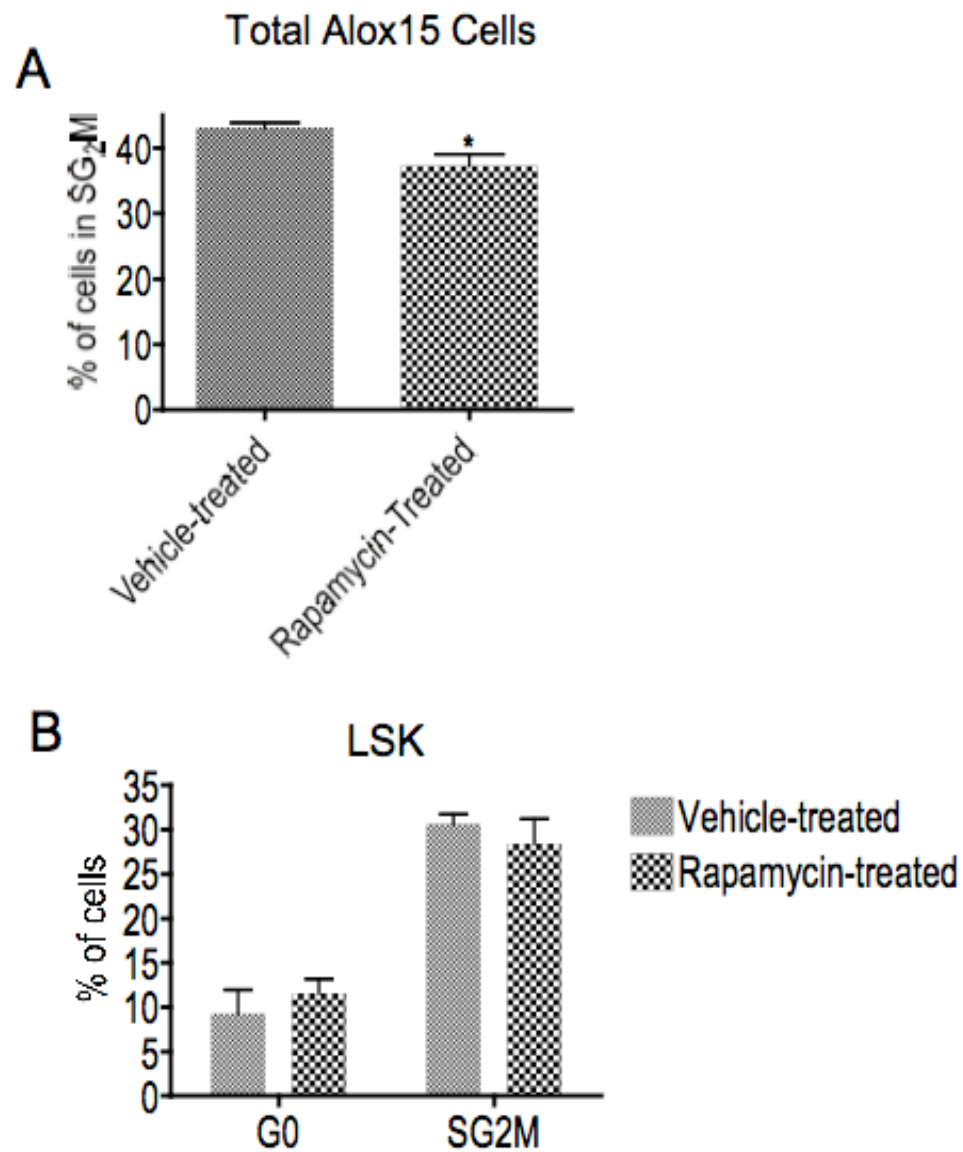 Total Alox15 Cells
A
% of cells in SG2M
40
30
20
10
0
*
Vehicle-treated
Rapamycin-Treated
B
LSK
% of cells
35
30
25
20
15
10
5
0
G0
SG2M
Vehicle-treated
Rapamycin-treated